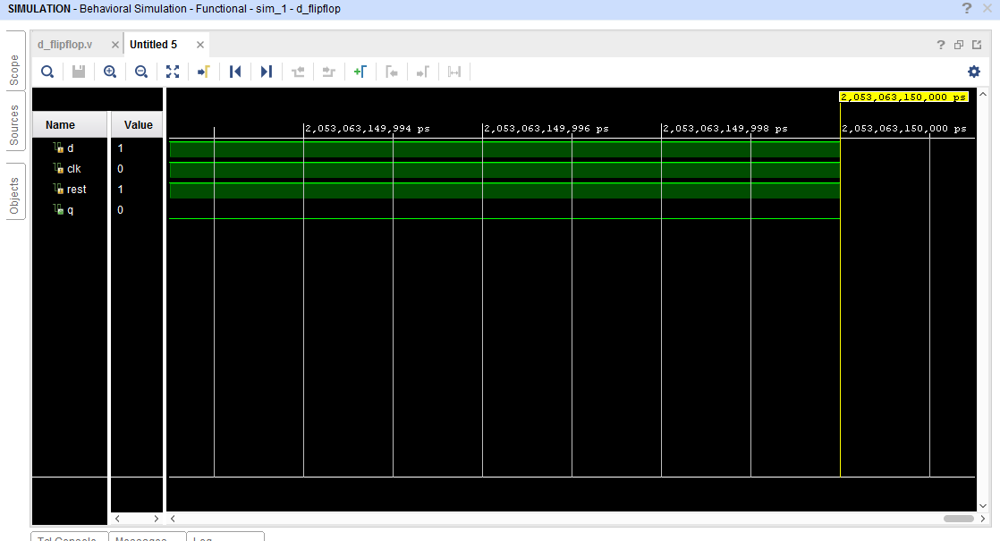 SIMULATION - Behavioral Simulation - Functional - sim_1 - d_flipflop
Scope
Sources
Objects
d_flipflop.v
Untitled 5
2,053,063,150,000 ps
Name Value
2,053,063,149,994 ps 2,053,063,149,996 ps 2,053,063,149,998 ps 2,053,063,150,000 ps
d 1
clk 0
rest 1
q 0
Tcl Console Messages Log